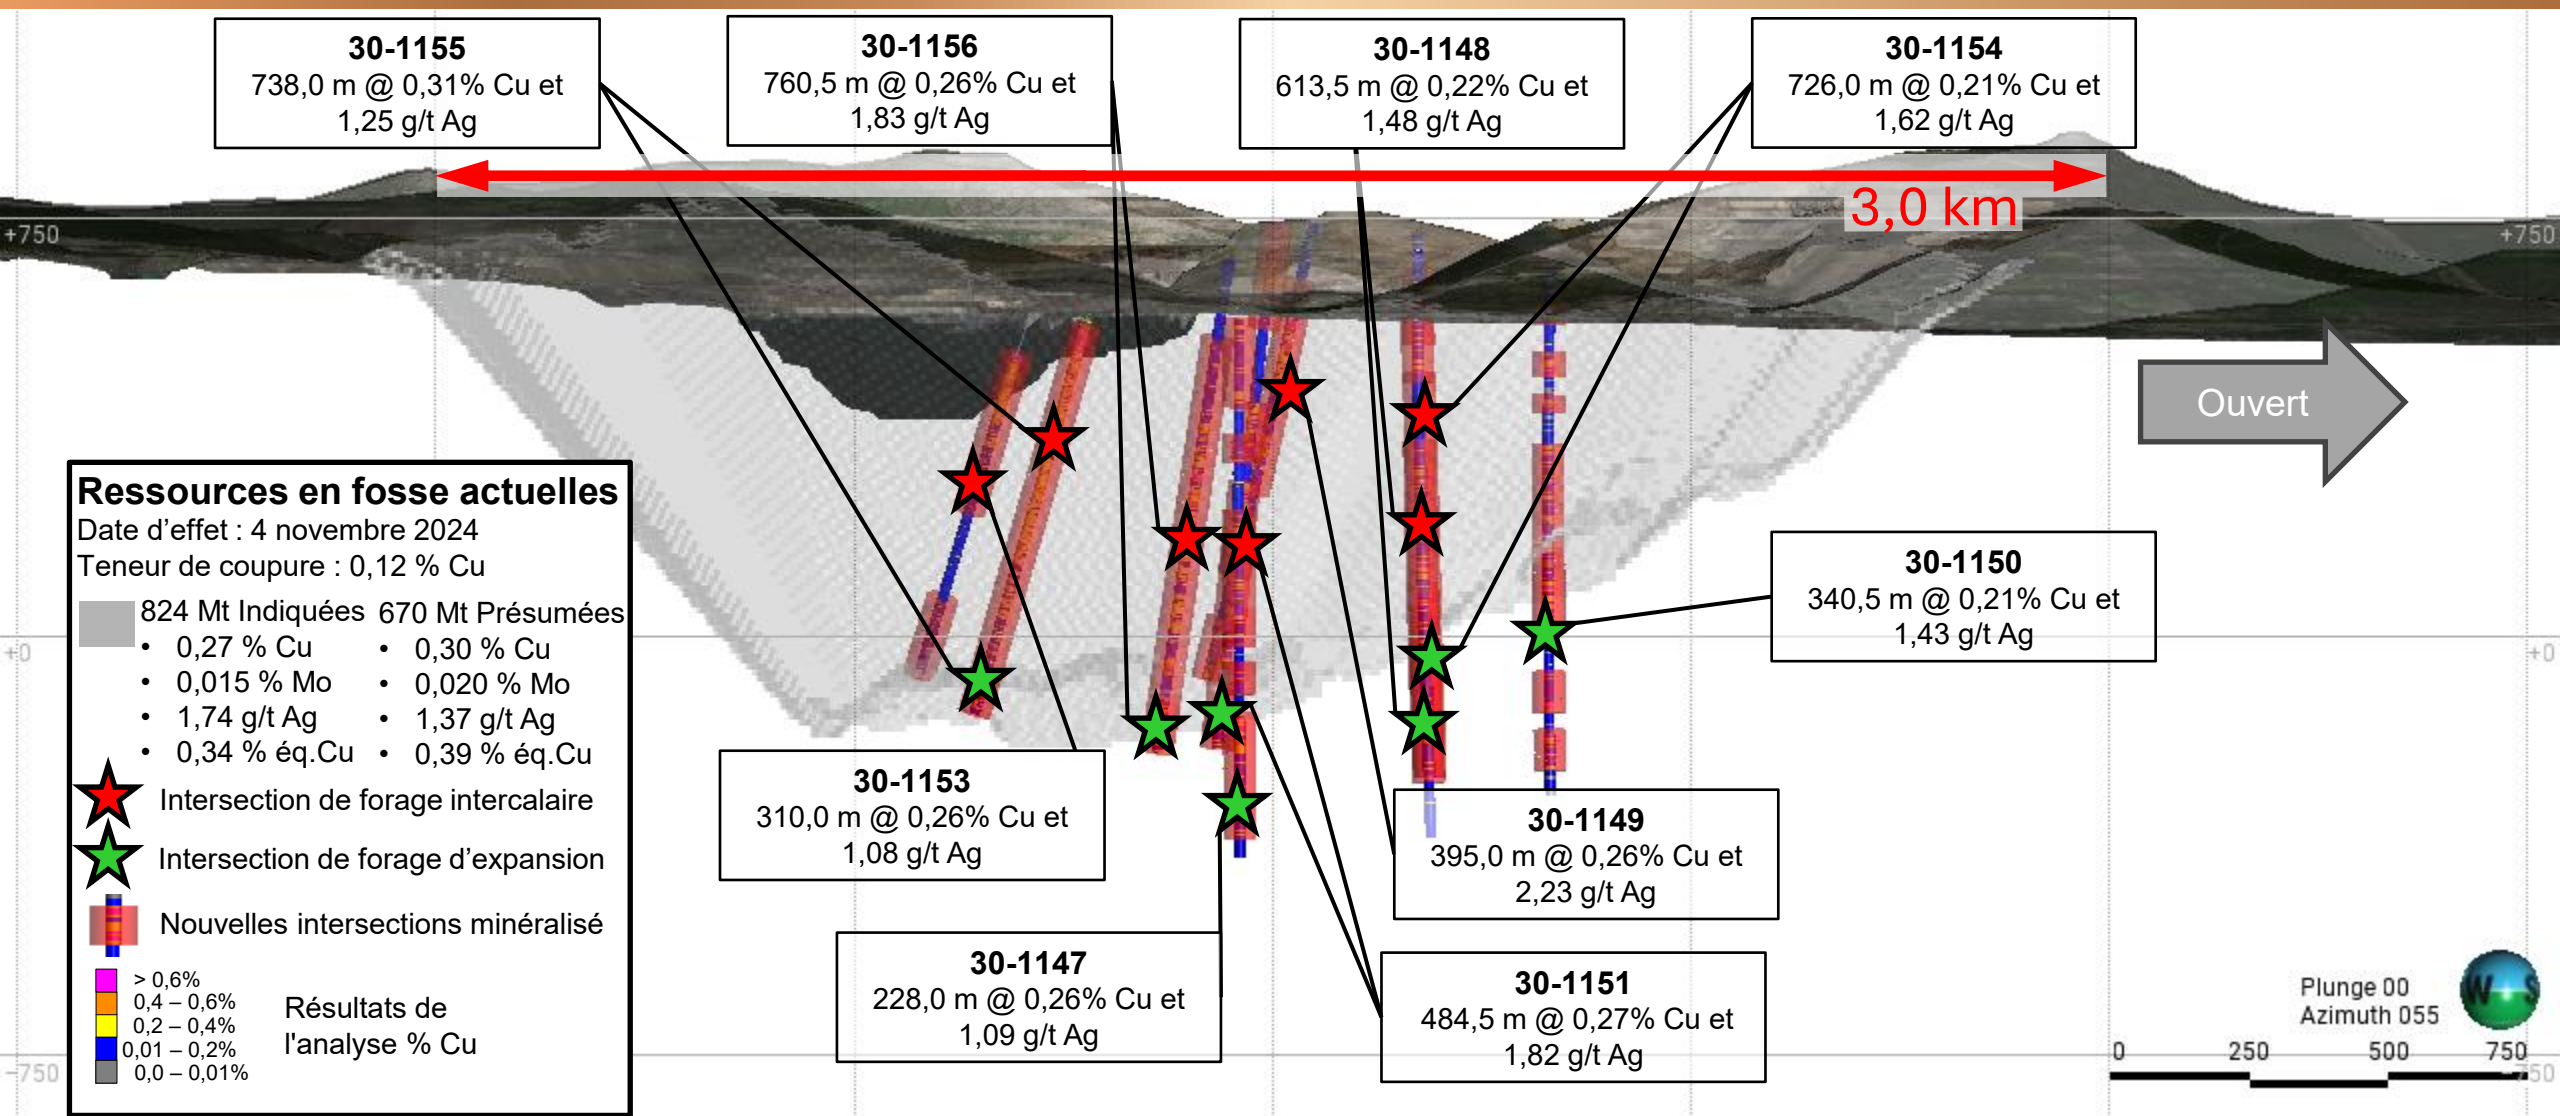 30-1155
738,0 m @ 0,31% Cu et
1,25 g/t Ag
30-1156
760,5 m @ 0,26% Cu et
1,83 g/t Ag
30-1148
613,5 m @ 0,22% Cu et
1,48 g/t Ag
30-1154
726,0 m @ 0,21% Cu et
1,62 g/t Ag
3,0 km
+750
+750
Ouvert
Ressources en fosse actuelles
Date d'effet : 4 novembre 2024
Teneur de coupure : 0,12 % Cu
824 Mt Indiquées
• 0,27 % Cu
• 0,015 % Mo
• 1,74 g/t Ag
• 0,34 % éq.Cu
670 Mt Présumées
• 0,30 % Cu
• 0,020 % Mo
• 1,37 g/t Ag
• 0,39 % éq.Cu
Intersection de forage intercalaire
Intersection de forage d'expansion
Nouvelles intersections minéralisé
> 0,6%
0,4 – 0,6%
0,2 – 0,4%
0,01 – 0,2%
0,0 – 0,01%
Résultats de
l'analyse % Cu
+0
+0
30-1150
340,5 m @ 0,21% Cu et
1,43 g/t Ag
30-1153
310,0 m @ 0,26% Cu et
1,08 g/t Ag
30-1149
395,0 m @ 0,26% Cu et
2,23 g/t Ag
30-1147
228,0 m @ 0,26% Cu et
1,09 g/t Ag
30-1151
484,5 m @ 0,27% Cu et
1,82 g/t Ag
Plunge 00
Azimuth 055
W S
0 250 500 750
-750
-750